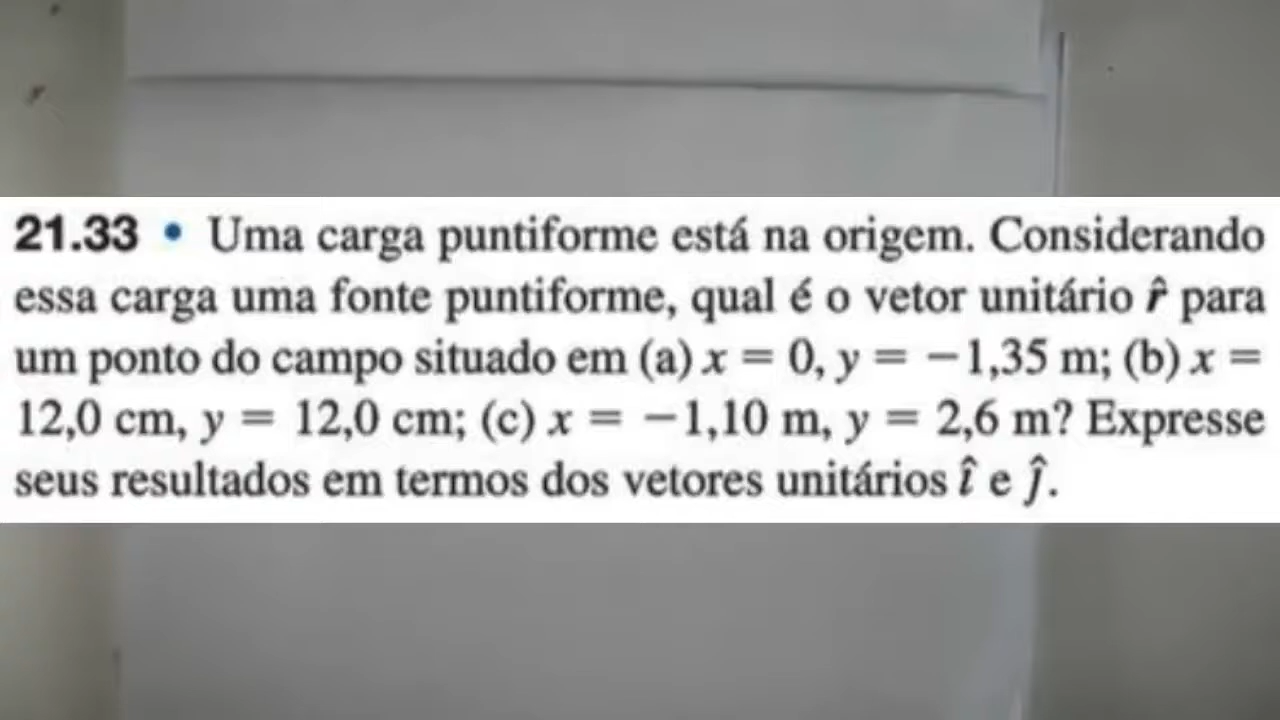 21.33 • Uma carga puntiforme está na origem. Considerando
essa carga uma fonte puntiforme, qual é o vetor unitário r̂ para
um ponto do campo situado em (a) x = 0, y = −1,35 m; (b) x =
12,0 cm, y = 12,0 cm; (c) x = −1,10 m, y = 2,6 m? Expresse
seus resultados em termos dos vetores unitários î e ĵ.